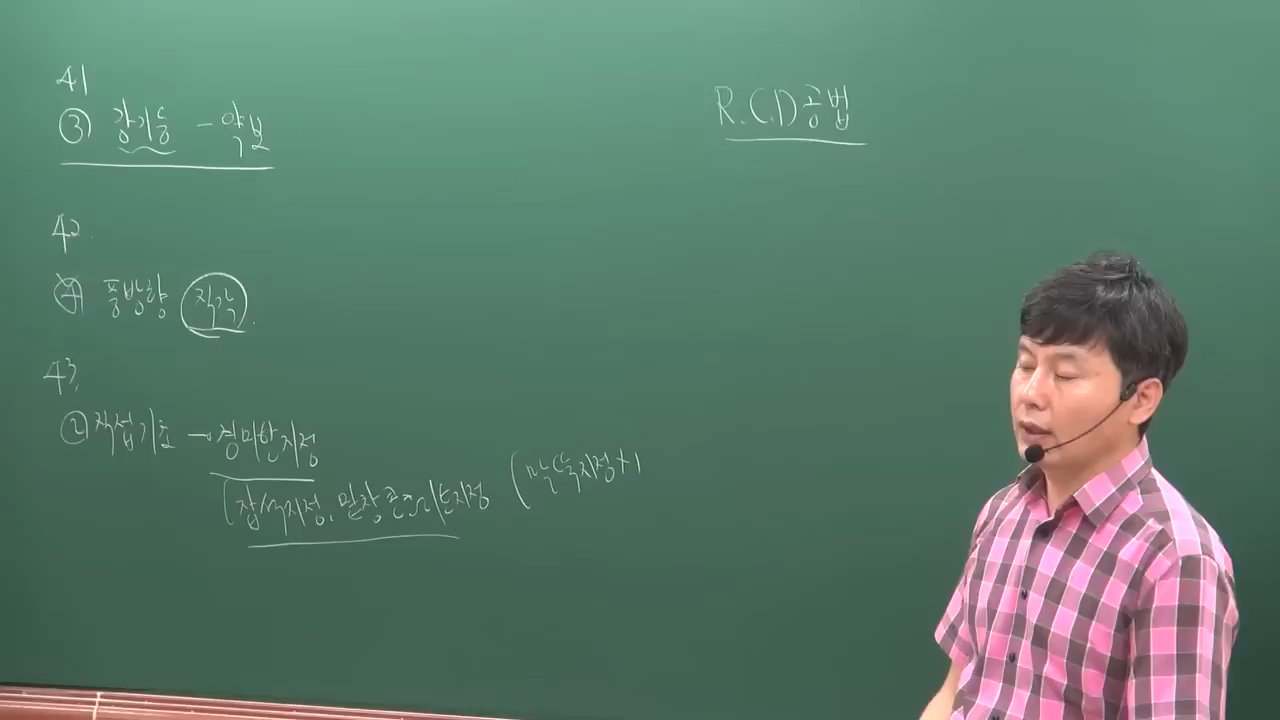 41
③ 강기둥 - 약보
42.
④ 풍방향 직각.
43.
② 직접기초 → 경미한지정
(잡석지정, 밀창콘크리트지정 (말뚝지정×)
R.C.D공법